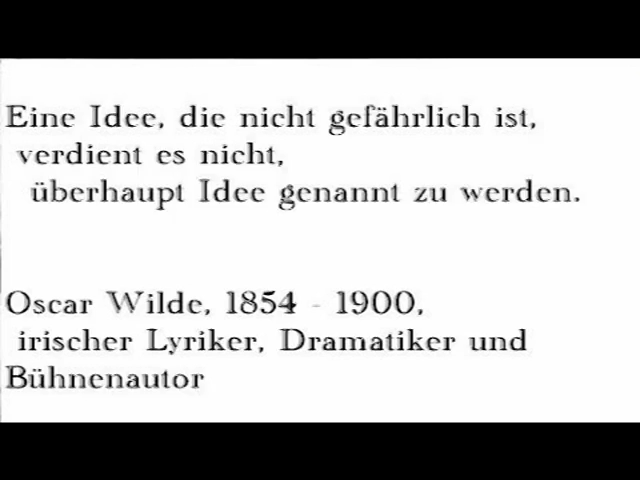 Eine Idee, die nicht gefährlich ist,
verdient es nicht,
überhaupt Idee genannt zu werden.
Oscar Wilde, 1854 - 1900,
irischer Lyriker, Dramatiker und
Bühnenautor